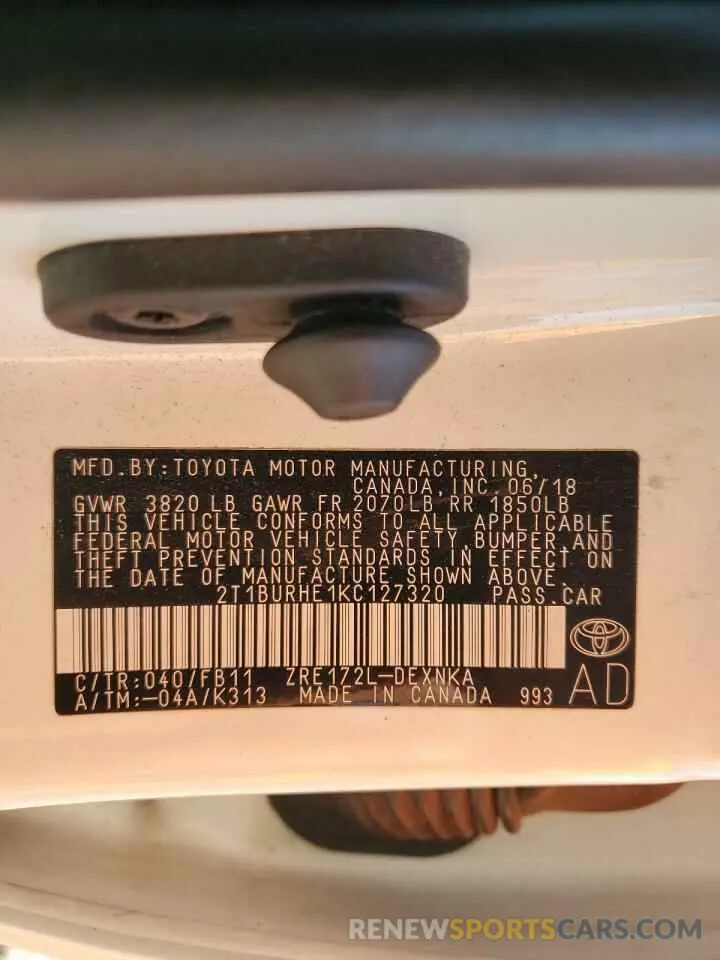 MFD.BY:TOYOTA MOTOR MANUFACTURING,
CANADA,INC. 06/18
GVWR 3820 LB GAWR FR 2070LB RR 1850LB
THIS VEHICLE CONFORMS TO ALL APPLICABLE
FEDERAL MOTOR VEHICLE SAFETY, BUMPER, AND
THEFT PREVENTION STANDARDS IN EFFECT ON
THE DATE OF MANUFACTURE SHOWN ABOVE.
2T1BURHE1KC127320 PASS.CAR
C/TR:040/FB11 ZRE172L-DEXNKA
A/TM:-04A/K313 MADE IN CANADA 993 AD
RENEWSPORTSCARS.COM